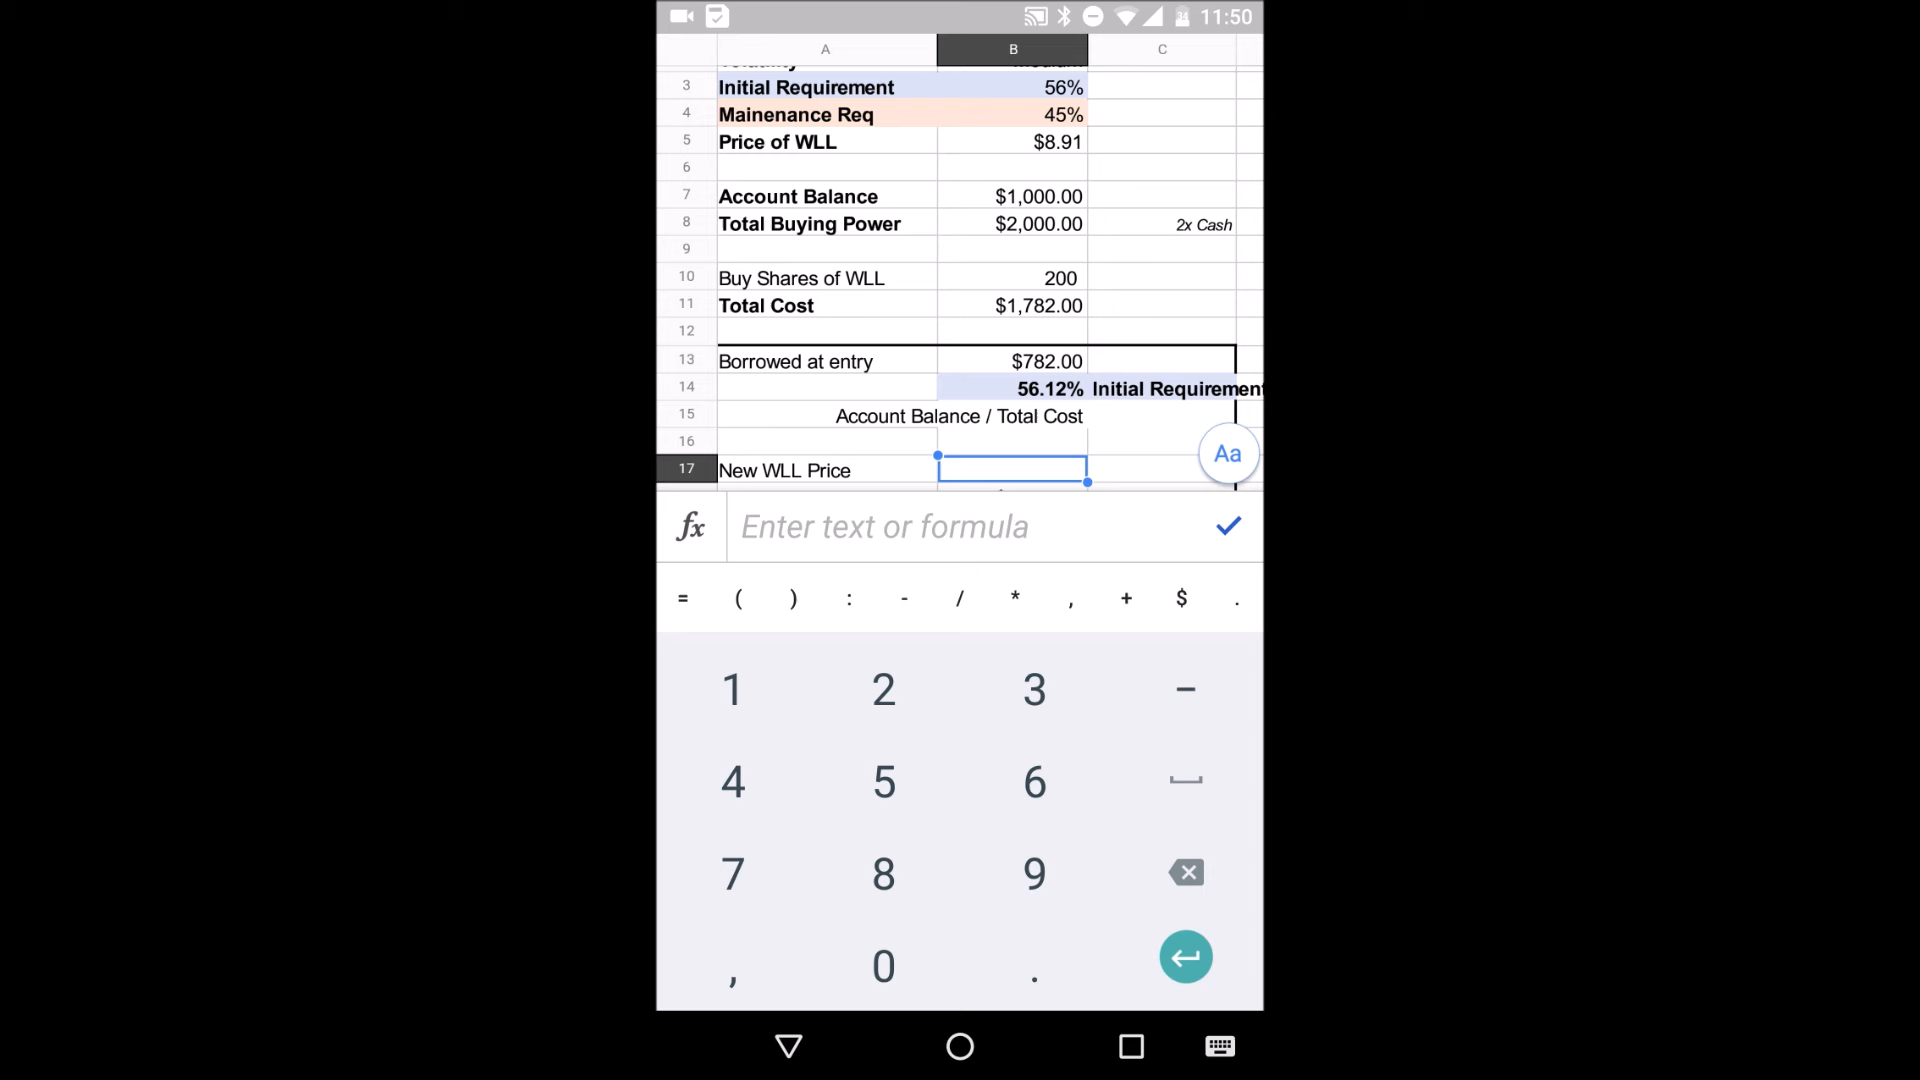 34 11:50
A B C
3 Initial Requirement 56%
4 Mainenance Req 45%
5 Price of WLL $8.91
6
7 Account Balance $1,000.00
8 Total Buying Power $2,000.00 2x Cash
9
10 Buy Shares of WLL 200
11 Total Cost $1,782.00
12
13 Borrowed at entry $782.00
14 56.12% Initial Requirement
15 Account Balance / Total Cost
16
Aa
17 New WLL Price
fx Enter text or formula
= ( ) : - / * , + $ .
1 2 3 -
4 5 6
7 8 9
, 0 .